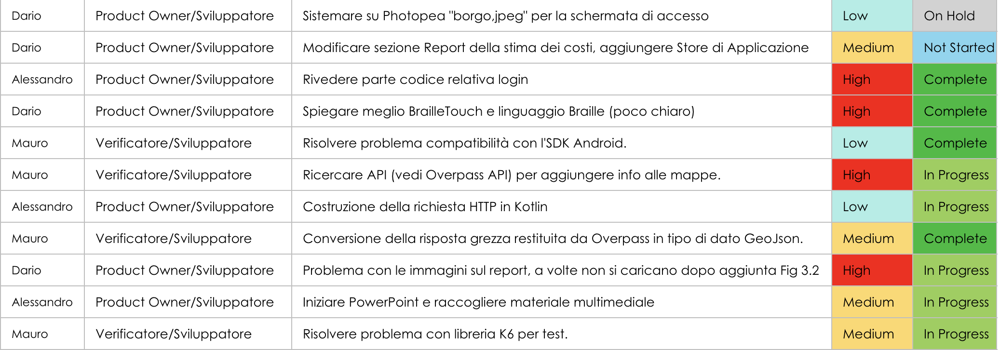 Dario Product Owner/Sviluppatore Sistemare su Photopea "borgo,jpeg" per la schermata di accesso Low On Hold
Dario Product Owner/Sviluppatore Modificare sezione Report della stima dei costi, aggiungere Store di Applicazione Medium Not Started
Alessandro Product Owner/Sviluppatore Rivedere parte codice relativa login High Complete
Dario Product Owner/Sviluppatore Spiegare meglio BrailleTouch e linguaggio Braille (poco chiaro) High Complete
Mauro Verificatore/Sviluppatore Risolvere problema compatibilità con l'SDK Android. Low Complete
Mauro Verificatore/Sviluppatore Ricercare API (vedi Overpass API) per aggiungere info alle mappe. High In Progress
Alessandro Product Owner/Sviluppatore Costruzione della richiesta HTTP in Kotlin Low In Progress
Mauro Verificatore/Sviluppatore Conversione della risposta grezza restituita da Overpass in tipo di dato GeoJson. Medium Complete
Dario Product Owner/Sviluppatore Problema con le immagini sul report, a volte non si caricano dopo aggiunta Fig 3.2 High In Progress
Alessandro Product Owner/Sviluppatore Iniziare PowerPoint e raccogliere materiale multimediale Medium In Progress
Mauro Verificatore/Sviluppatore Risolvere problema con libreria K6 per test. Medium In Progress